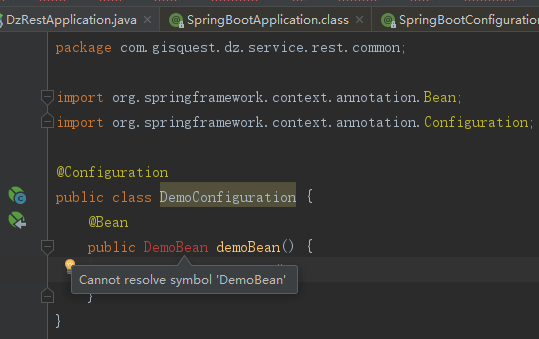 DzRestApplication.java × SpringBootApplication.class × SpringBootConfiguration
package com.gisquest.dz.service.rest.common;
import org.springframework.context.annotation.Bean;
import org.springframework.context.annotation.Configuration;
@Configuration
public class DemoConfiguration {
@Bean
public DemoBean demoBean() {
Cannot resolve symbol 'DemoBean'
}
}